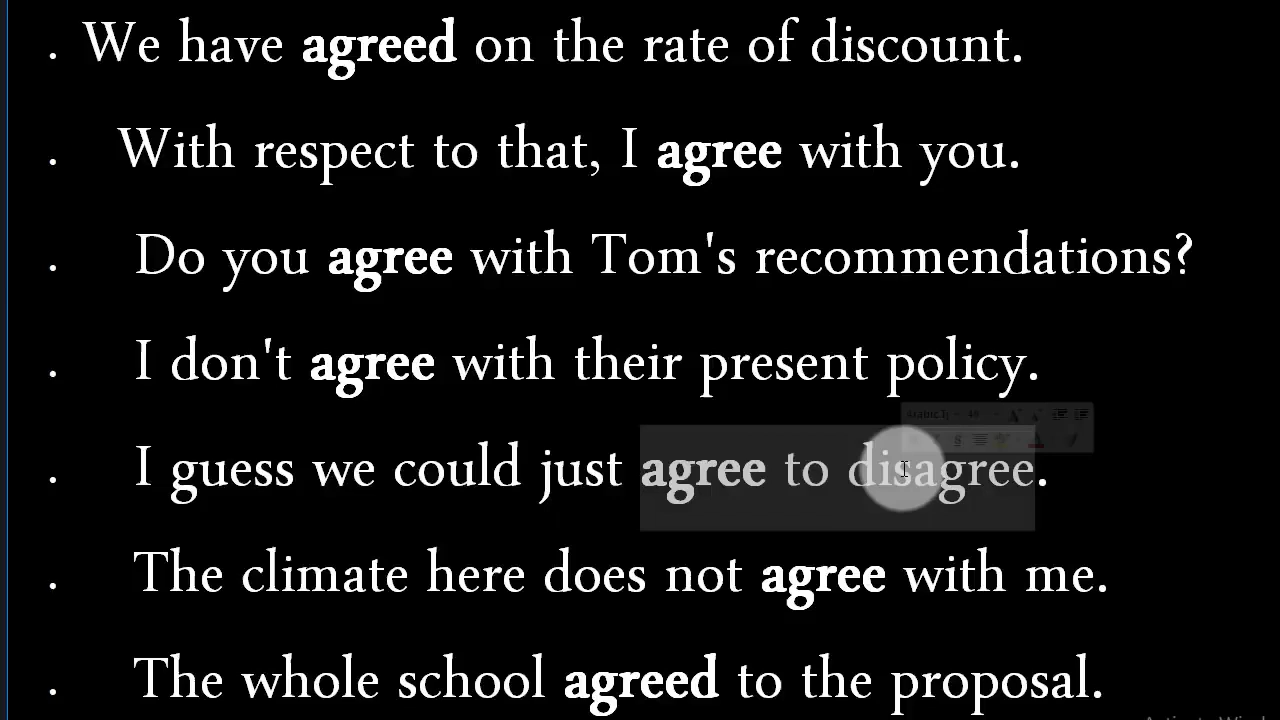 . We have agreed on the rate of discount.
. With respect to that, I agree with you.
. Do you agree with Tom's recommendations?
. I don't agree with their present policy.
. I guess we could just agree to disagree.
. The climate here does not agree with me.
. The whole school agreed to the proposal.